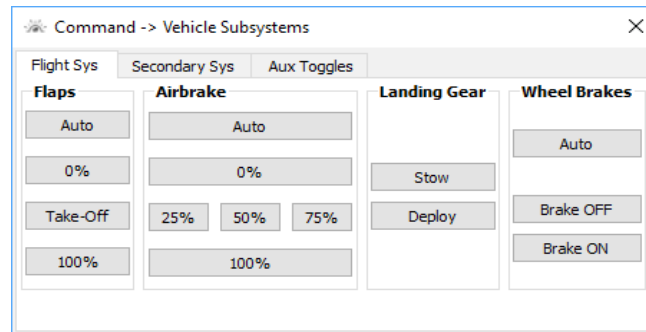 Command -> Vehicle Subsystems
Flight Sys Secondary Sys Aux Toggles
Flaps Airbrake Landing Gear Wheel Brakes
Auto Auto
Auto
0% 0%
Stow
Take-Off 25% 50% 75% Deploy Brake OFF
Brake ON
100% 100%